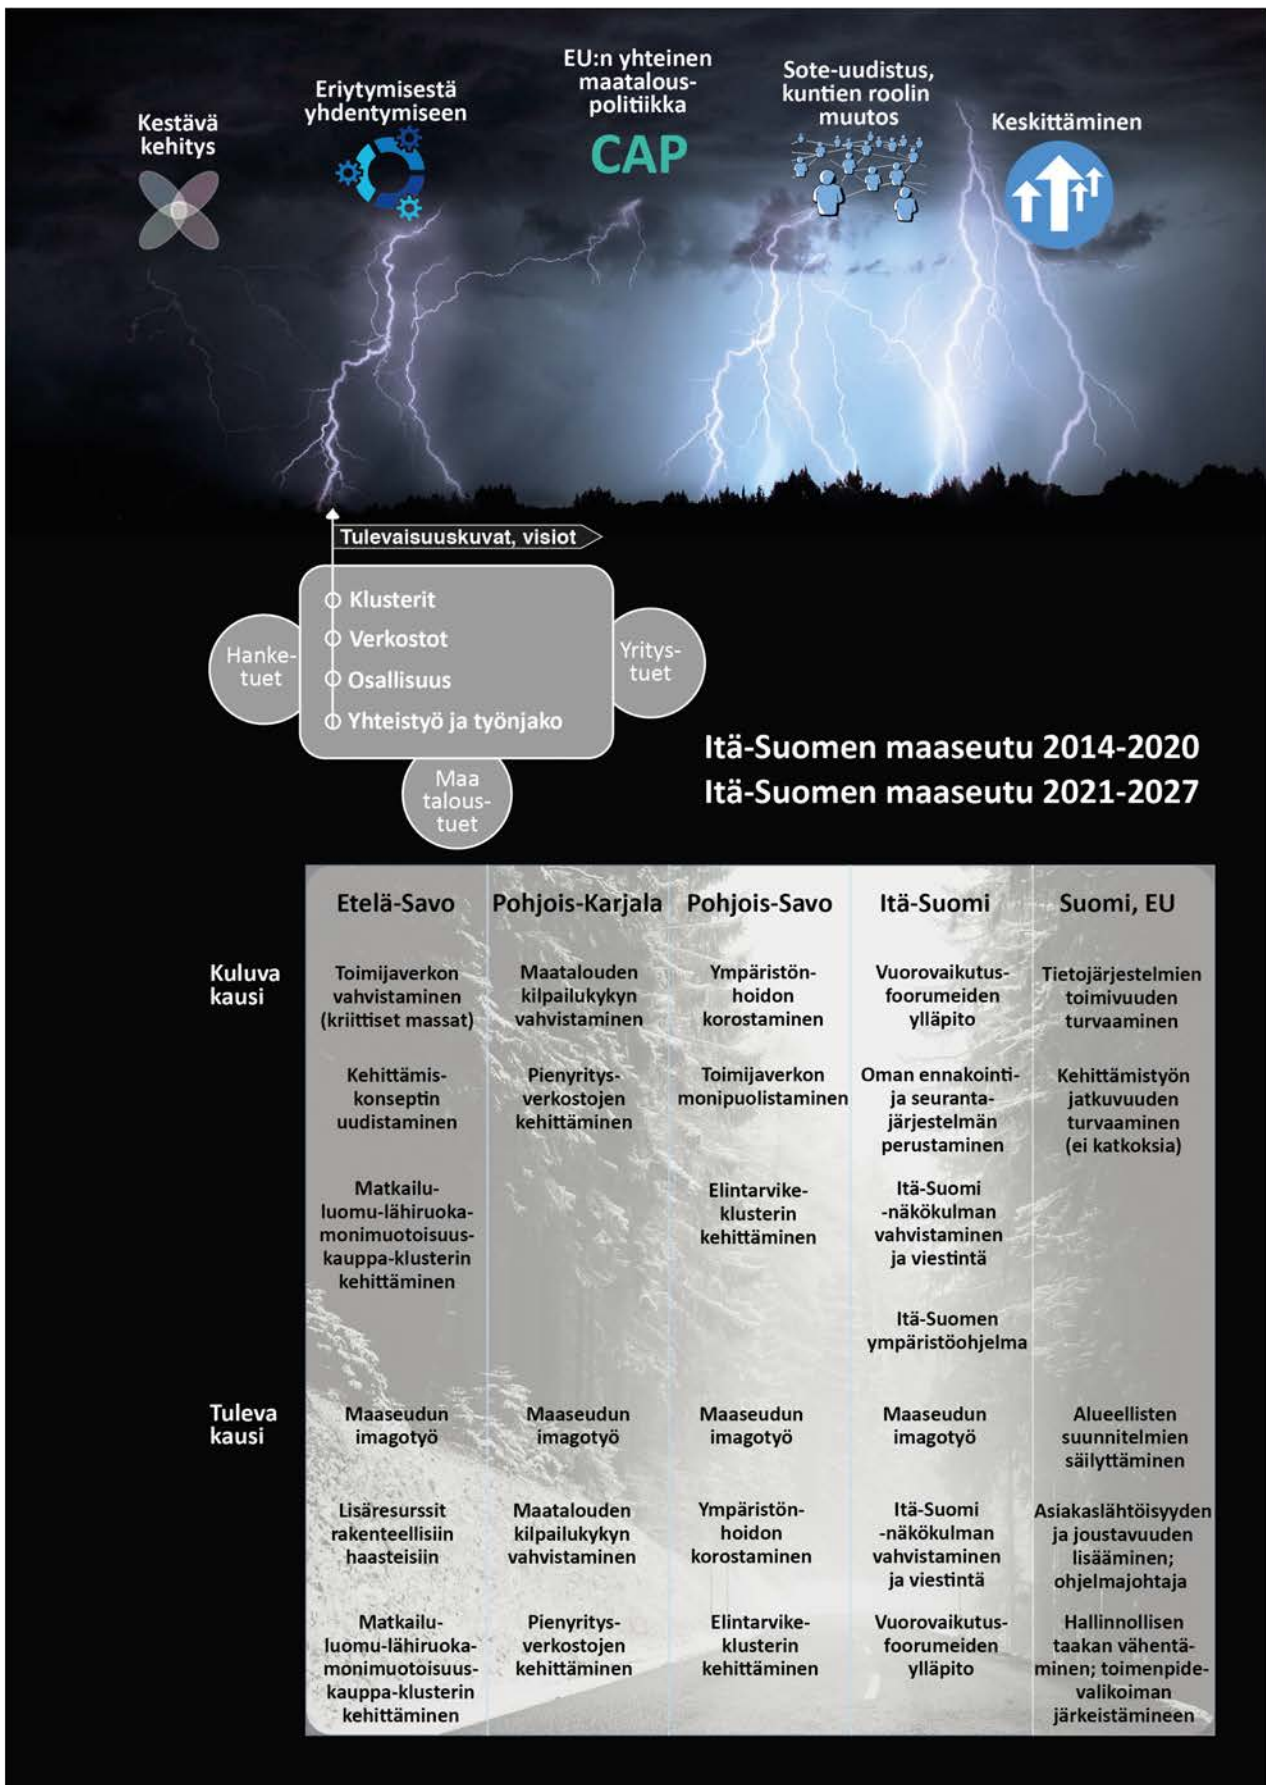 Kestävä
kehitys
Eriytymisestä
yhdentymiseen
EU:n yhteinen
maatalous-
politiikka
CAP
Sote-uudistus,
kuntien roolin
muutos
Keskittäminen
Tulevaisuuskuvat, visiot
Klusterit
Verkostot
Osallisuus
Yhteistyö ja työnjako
Hanke-
tuet
Yritys-
tuet
Maa
talous-
tuet
Itä-Suomen maaseutu 2014-2020
Itä-Suomen maaseutu 2021-2027
Etelä-Savo
Pohjois-Karjala
Pohjois-Savo
Itä-Suomi
Suomi, EU
Kuluva
kausi
Toimijaverkon
vahvistaminen
(kriittiset massat)
Maatalouden
kilpailukykyn
vahvistaminen
Ympäristön-
hoidon
korostaminen
Vuorovaikutus-
foorumeiden
ylläpito
Tietojärjestelmien
toimivuuden
turvaaminen
Kehittämis-
konseptin
uudistaminen
Pienyritys-
verkostojen
kehittäminen
Toimijaverkon
monipuolistaminen
Oman ennakointi-
ja seuranta-
järjestelmän
perustaminen
Kehittämistyön
jatkuvuuden
turvaaminen
(ei katkoksia)
Matkailu-
luomu-lähiruoka-
monimuotoisuus-
kauppa-klusterin
kehittäminen
Elintarvike-
klusterin
kehittäminen
Itä-Suomi
-näkökulman
vahvistaminen
ja viestintä
Itä-Suomen
ympäristöohjelma
Tuleva
kausi
Maaseudun
imagotyö
Maaseudun
imagotyö
Maaseudun
imagotyö
Maaseudun
imagotyö
Alueellisten
suunnitelmien
säilyttäminen
Lisäresurssit
rakenteellisiin
haasteisiin
Maatalouden
kilpailukykyn
vahvistaminen
Ympäristön-
hoidon
korostaminen
Itä-Suomi
-näkökulman
vahvistaminen
ja viestintä
Asiakaslähtöisyyden
ja joustavuuden
lisääminen;
ohjelmajohtaja
Matkailu-
luomu-lähiruoka-
monimuotoisuus-
kauppa-klusterin
kehittäminen
Pienyritys-
verkostojen
kehittäminen
Elintarvike-
klusterin
kehittäminen
Vuorovaikutus-
foorumeiden
ylläpito
Hallinnollisen
taakan vähentä-
minen; toimenpide-
valikoiman
järkeistämineen